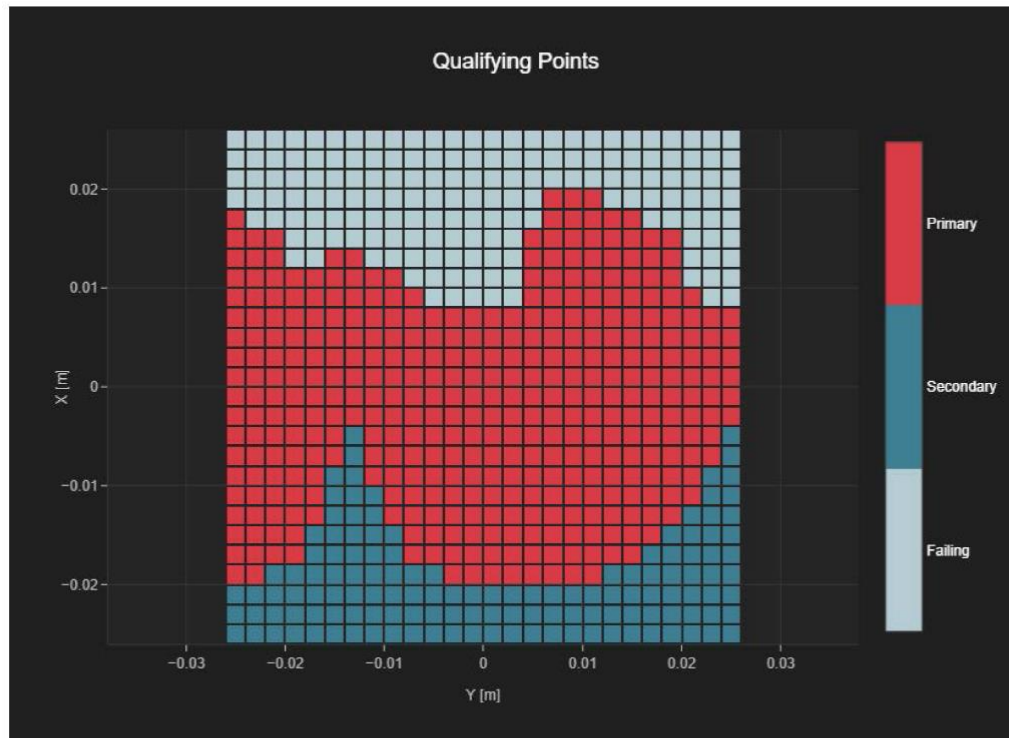 Qualifying Points
0.02
0.01
0
−0.01
−0.02
X [m]
−0.03
−0.02
−0.01
0
0.01
0.02
0.03
Y [m]
Primary
Secondary
Failing